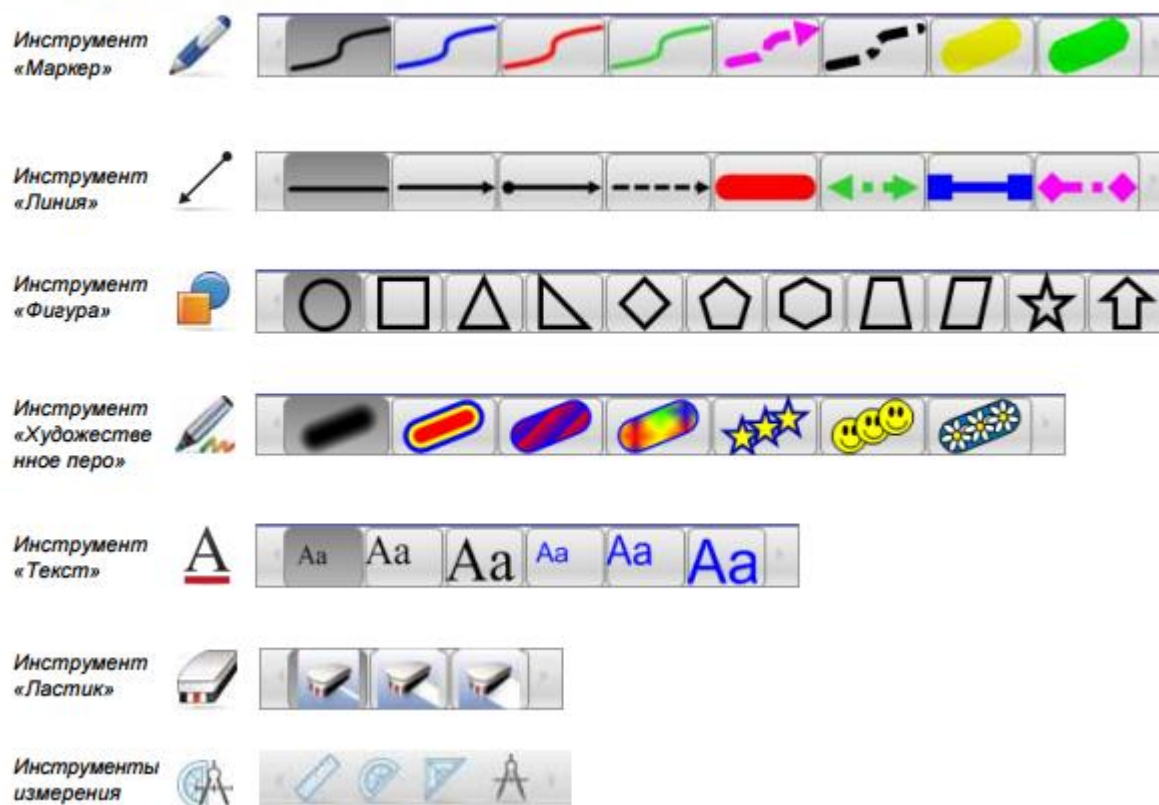 Инструмент
«Маркер»
Инструмент
«Линия»
Инструмент
«Фигура»
Инструмент
«Художестве
нное перо»
Инструмент
«Текст»
A
Aa Aa Aa Aa Aa Aa
Инструмент
«Ластик»
Инструменты
измерения